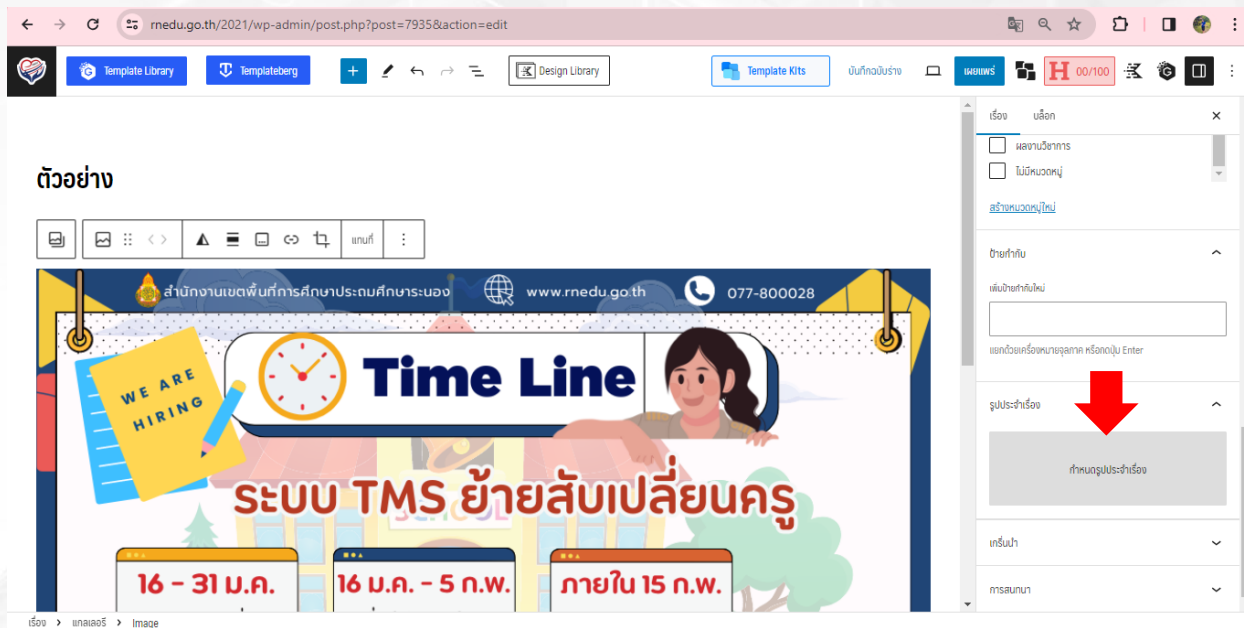 rnedu.go.th/2021/wp-admin/post.php?post=7935&action=edit
Template Library
Templateberg
Design Library
Template Kits
บันทึกฉบับร่าง
เผยแพร่
H 00/100
เรื่อง บล็อก
ผลงานวิชาการ
ไม่มีหมวดหมู่
สร้างหมวดหมู่ใหม่
ป้ายกำกับ
เพิ่มป้ายกำกับใหม่
แยกด้วยเครื่องหมายจุลภาค หรือกดปุ่ม Enter
รูปประจำเรื่อง
กำหนดรูปประจำเรื่อง
เกริ่นนำ
การสนทนา
ตัวอย่าง
แทนที่
สำนักงานเขตพื้นที่การศึกษาประถมศึกษาระนอง
www.rnedu.go.th
077-800028
WE ARE
HIRING
Time Line
SCHOOL
ระบบ TMS ย้ายสับเปลี่ยนครู
16 - 31 ม.ค.
16 ม.ค. - 5 ก.พ.
ภายใน 15 ก.พ.
เรื่อง > แกลเลอรี > Image